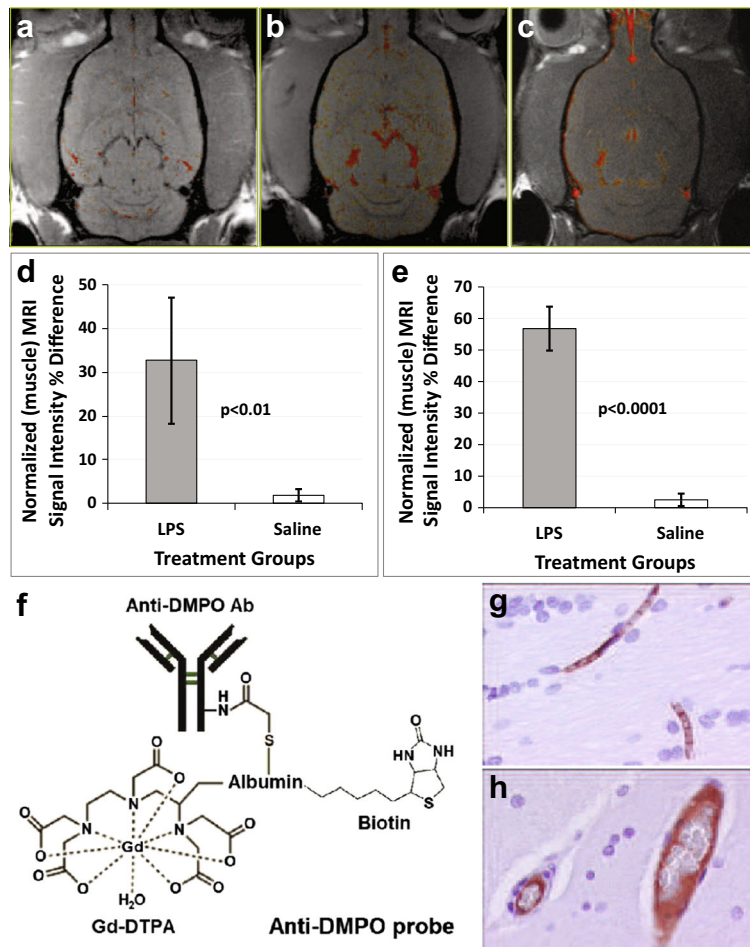 a
b
c
d
Normalized (muscle) MRI
Signal Intensity % Difference
50
40
30
20
10
0
p<0.01
LPS
Saline
Treatment Groups
e
Normalized (muscle) MRI
Signal Intensity % Difference
70
60
50
40
30
20
10
0
p<0.0001
LPS
Saline
Treatment Groups
f
Anti-DMPO Ab
H
N
O
S
Albumin
O
HN
NH
S
Biotin
O
O
O
O
N
N
N
O
O
Gd
O
O
O
O
H2O
Gd-DTPA
Anti-DMPO probe
g
h